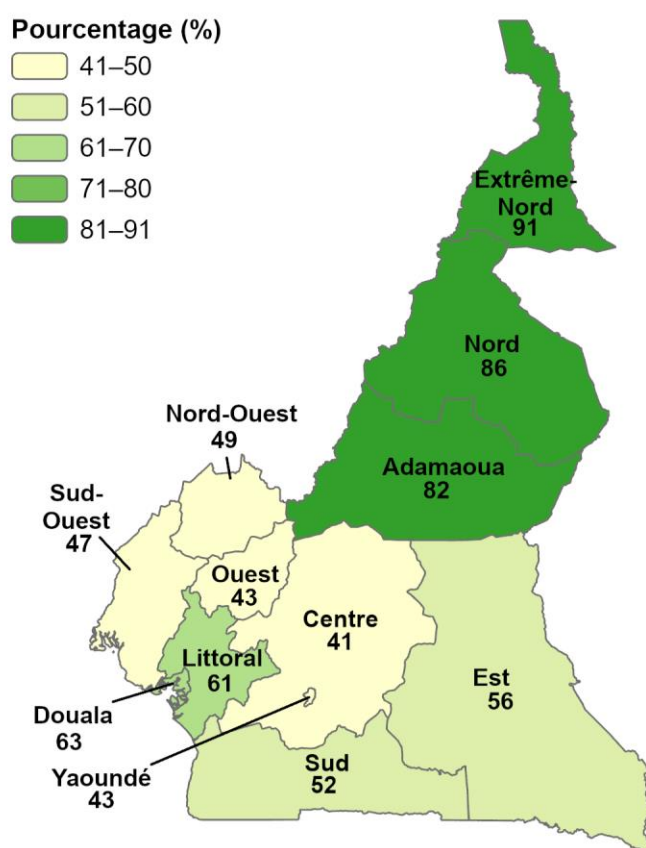 Pourcentage (%)
41–50
51–60
61–70
71–80
81–91
Extrême-
Nord
91
Nord
86
Adamaoua
82
Nord-Ouest
49
Sud-
Ouest
47
Ouest
43
Centre
41
Littoral
61
Est
56
Douala
63
Yaoundé
43
Sud
52